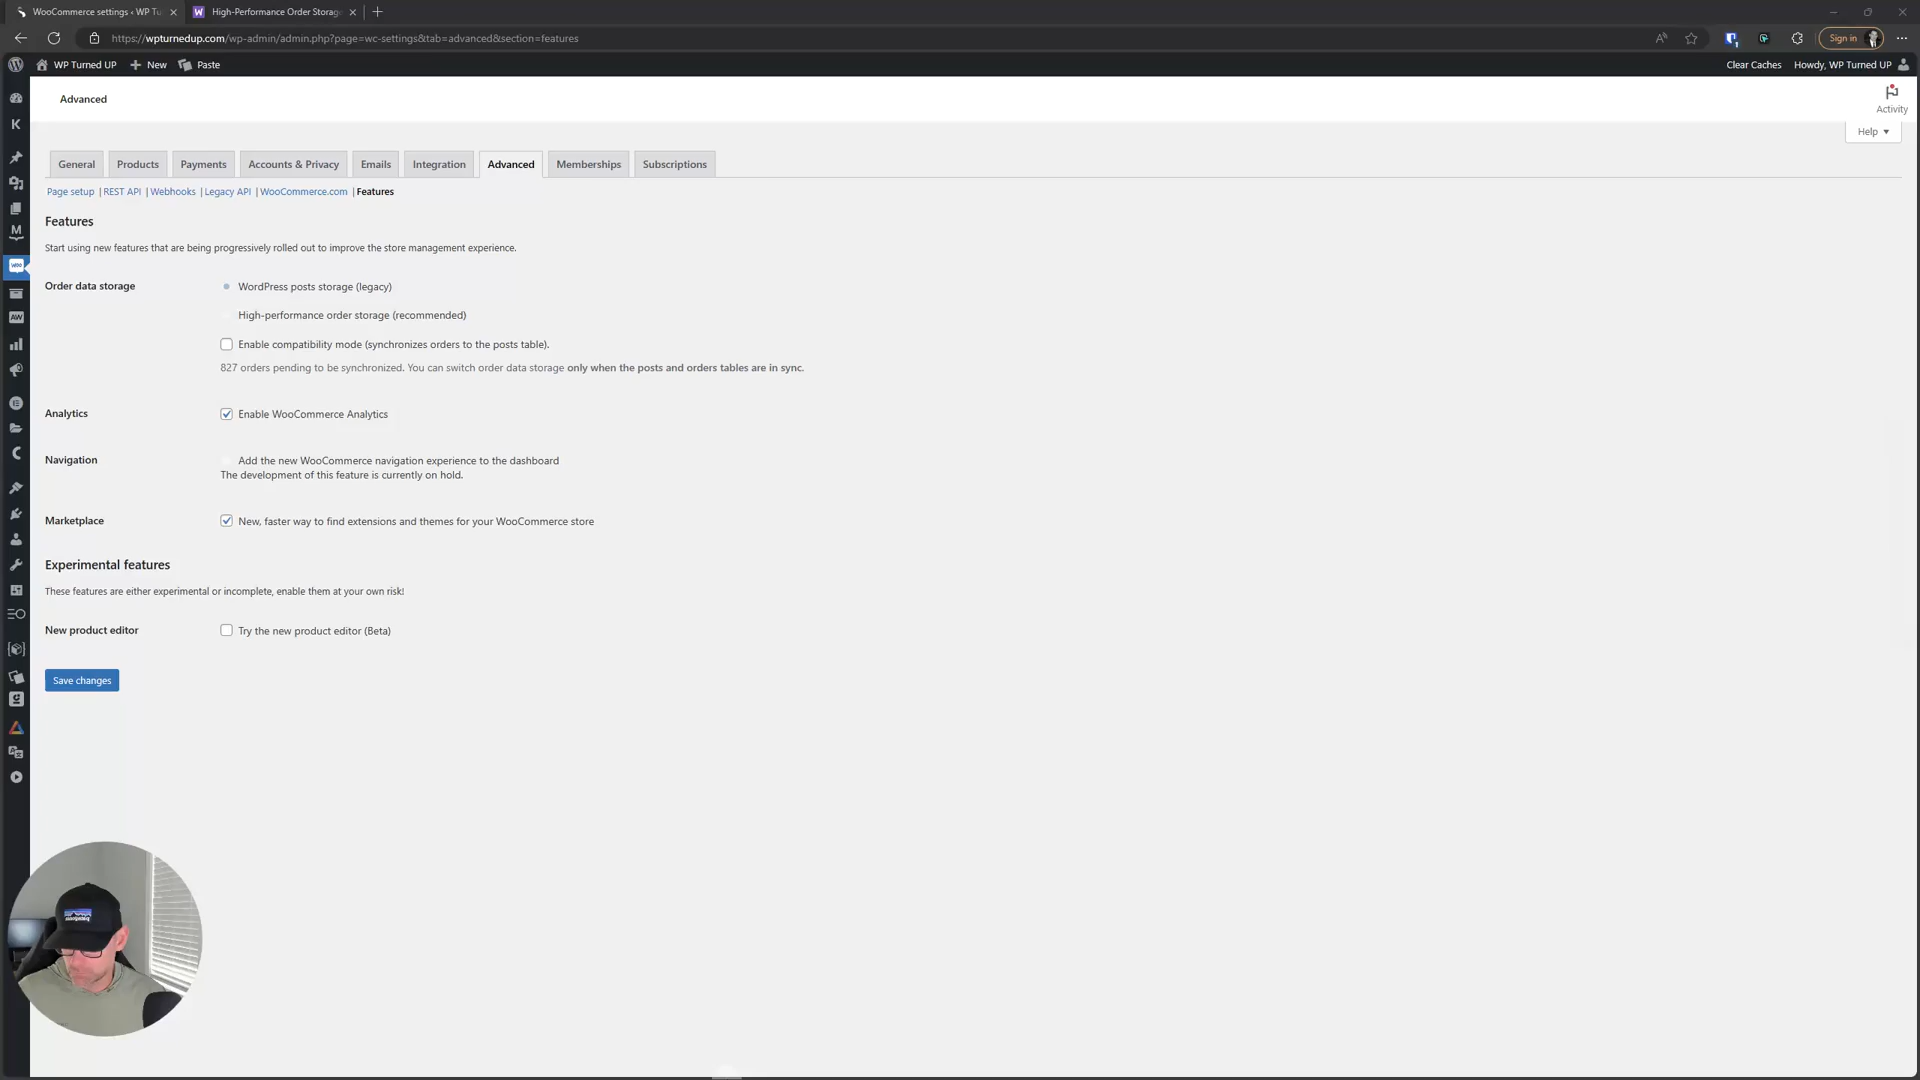 WooCommerce settings ‹ WP Tu
High-Performance Order Storage
https://wpturnedup.com/wp-admin/admin.php?page=wc-settings&tab=advanced&section=features
Sign in
WP Turned UP
New
Paste
Clear Caches
Howdy, WP Turned UP
Advanced
Activity
Help
General
Products
Payments
Accounts & Privacy
Emails
Integration
Advanced
Memberships
Subscriptions
Page setup | REST API | Webhooks | Legacy API | WooCommerce.com | Features
Features
Start using new features that are being progressively rolled out to improve the store management experience.
Order data storage
WordPress posts storage (legacy)
High-performance order storage (recommended)
Enable compatibility mode (synchronizes orders to the posts table).
827 orders pending to be synchronized. You can switch order data storage only when the posts and orders tables are in sync.
Analytics
Enable WooCommerce Analytics
Navigation
Add the new WooCommerce navigation experience to the dashboard
The development of this feature is currently on hold.
Marketplace
New, faster way to find extensions and themes for your WooCommerce store
Experimental features
These features are either experimental or incomplete, enable them at your own risk!
New product editor
Try the new product editor (Beta)
Save changes